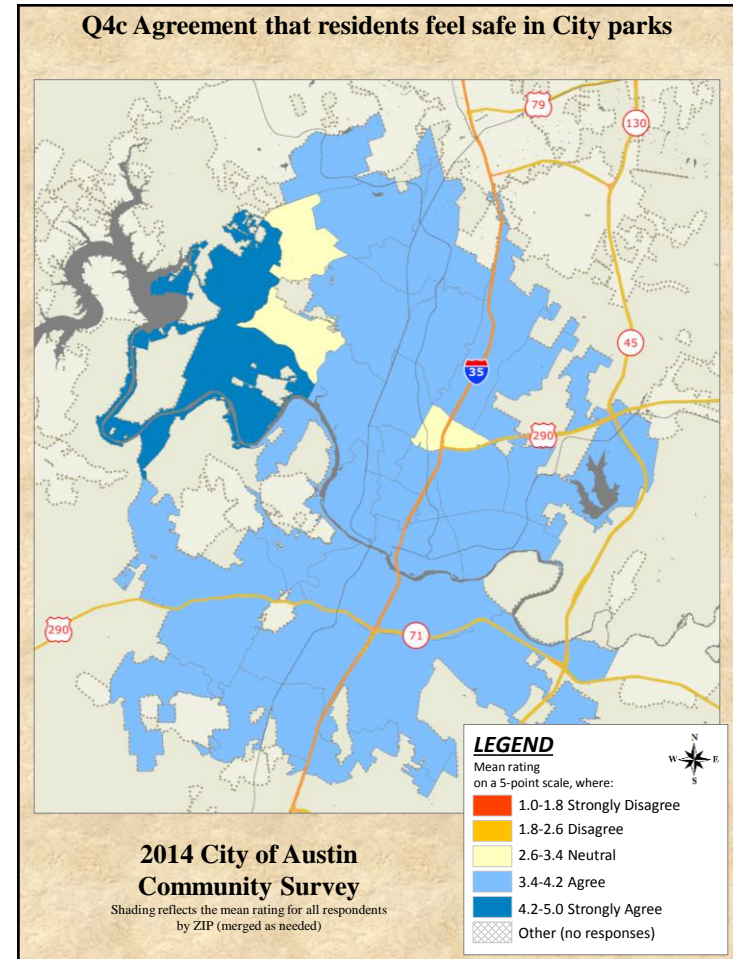 Q4c Agreement that residents feel safe in City parks
79
130
45
35
290
290
71
LEGEND
Mean rating
on a 5-point scale, where:
N
W E
S
1.0-1.8 Strongly Disagree
1.8-2.6 Disagree
2.6-3.4 Neutral
3.4-4.2 Agree
4.2-5.0 Strongly Agree
Other (no responses)
2014 City of Austin
Community Survey
Shading reflects the mean rating for all respondents
by ZIP (merged as needed)